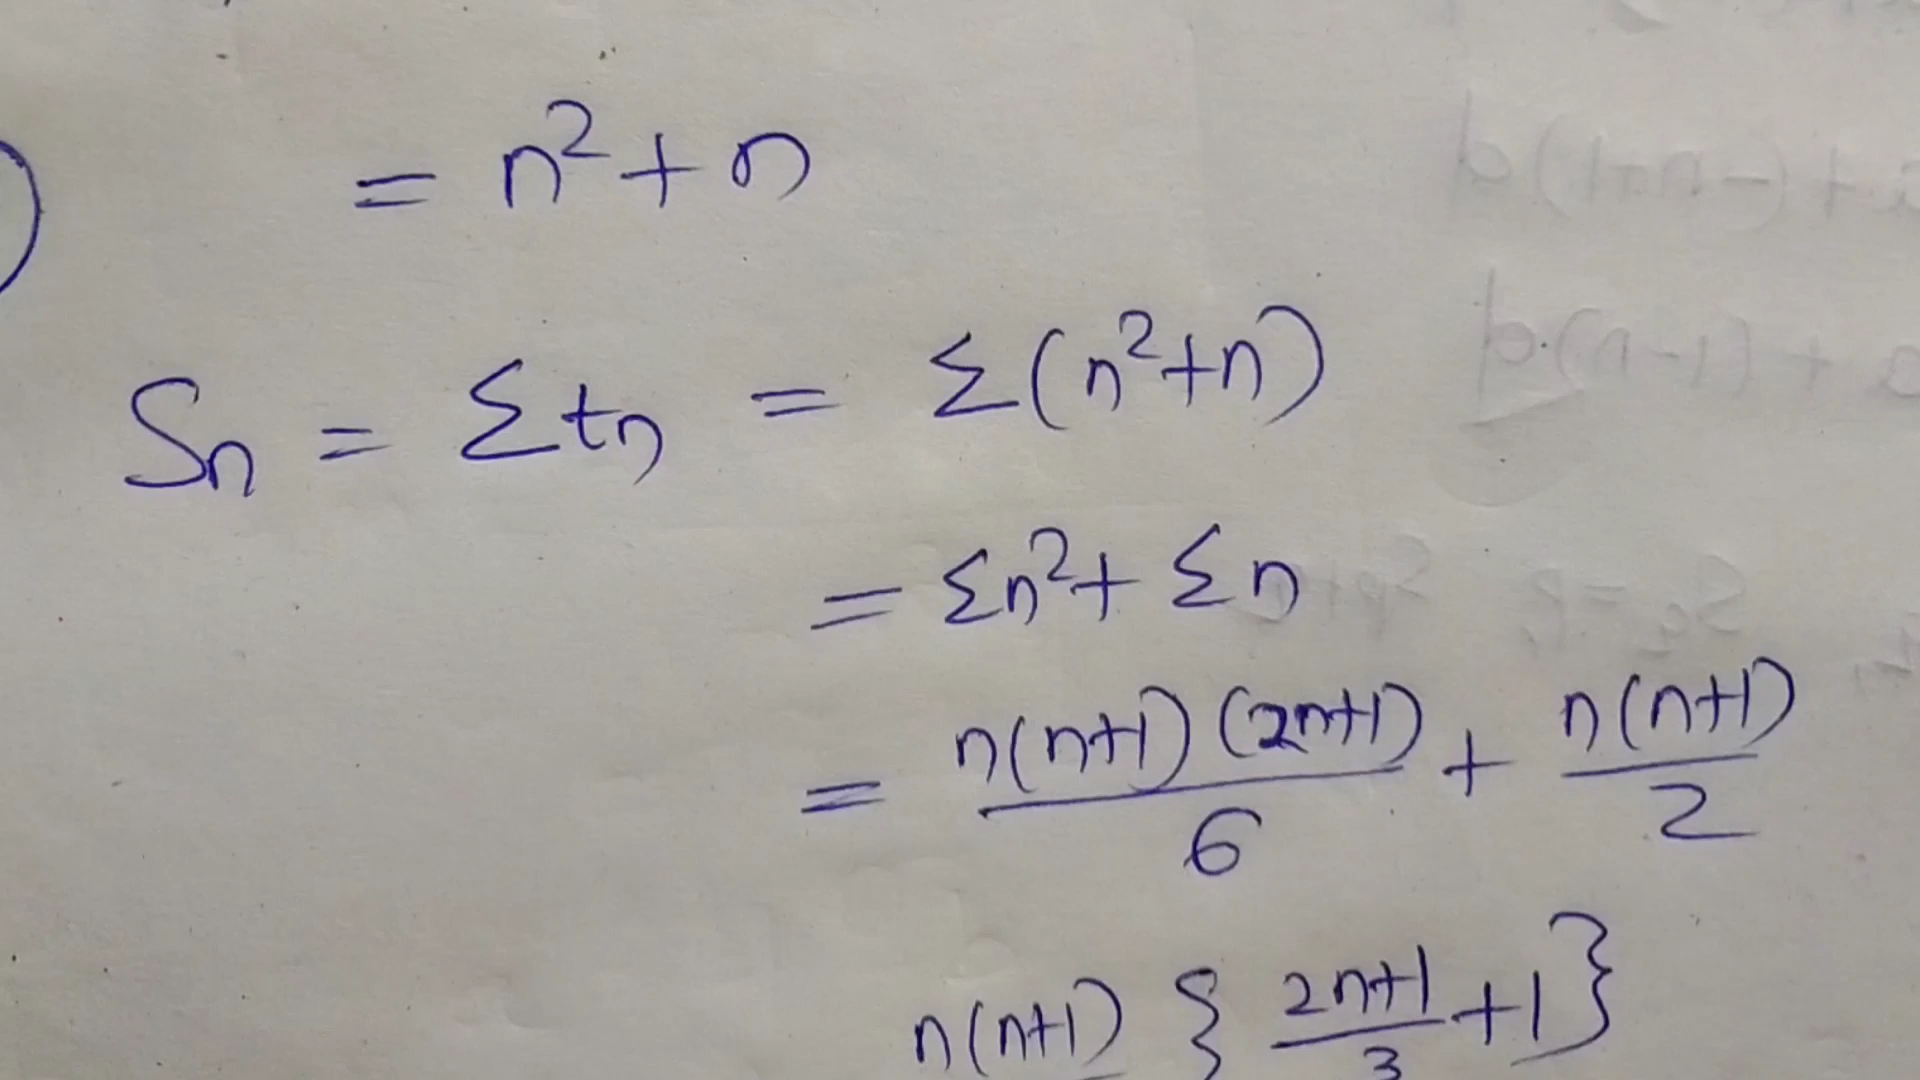 = n² + n
Sn = Σtn = Σ(n²+n)
= Σn² + Σn
= n(n+1)(2n+1)/6 + n(n+1)/2
n(n+1) { 2n+1/3 + 1 }